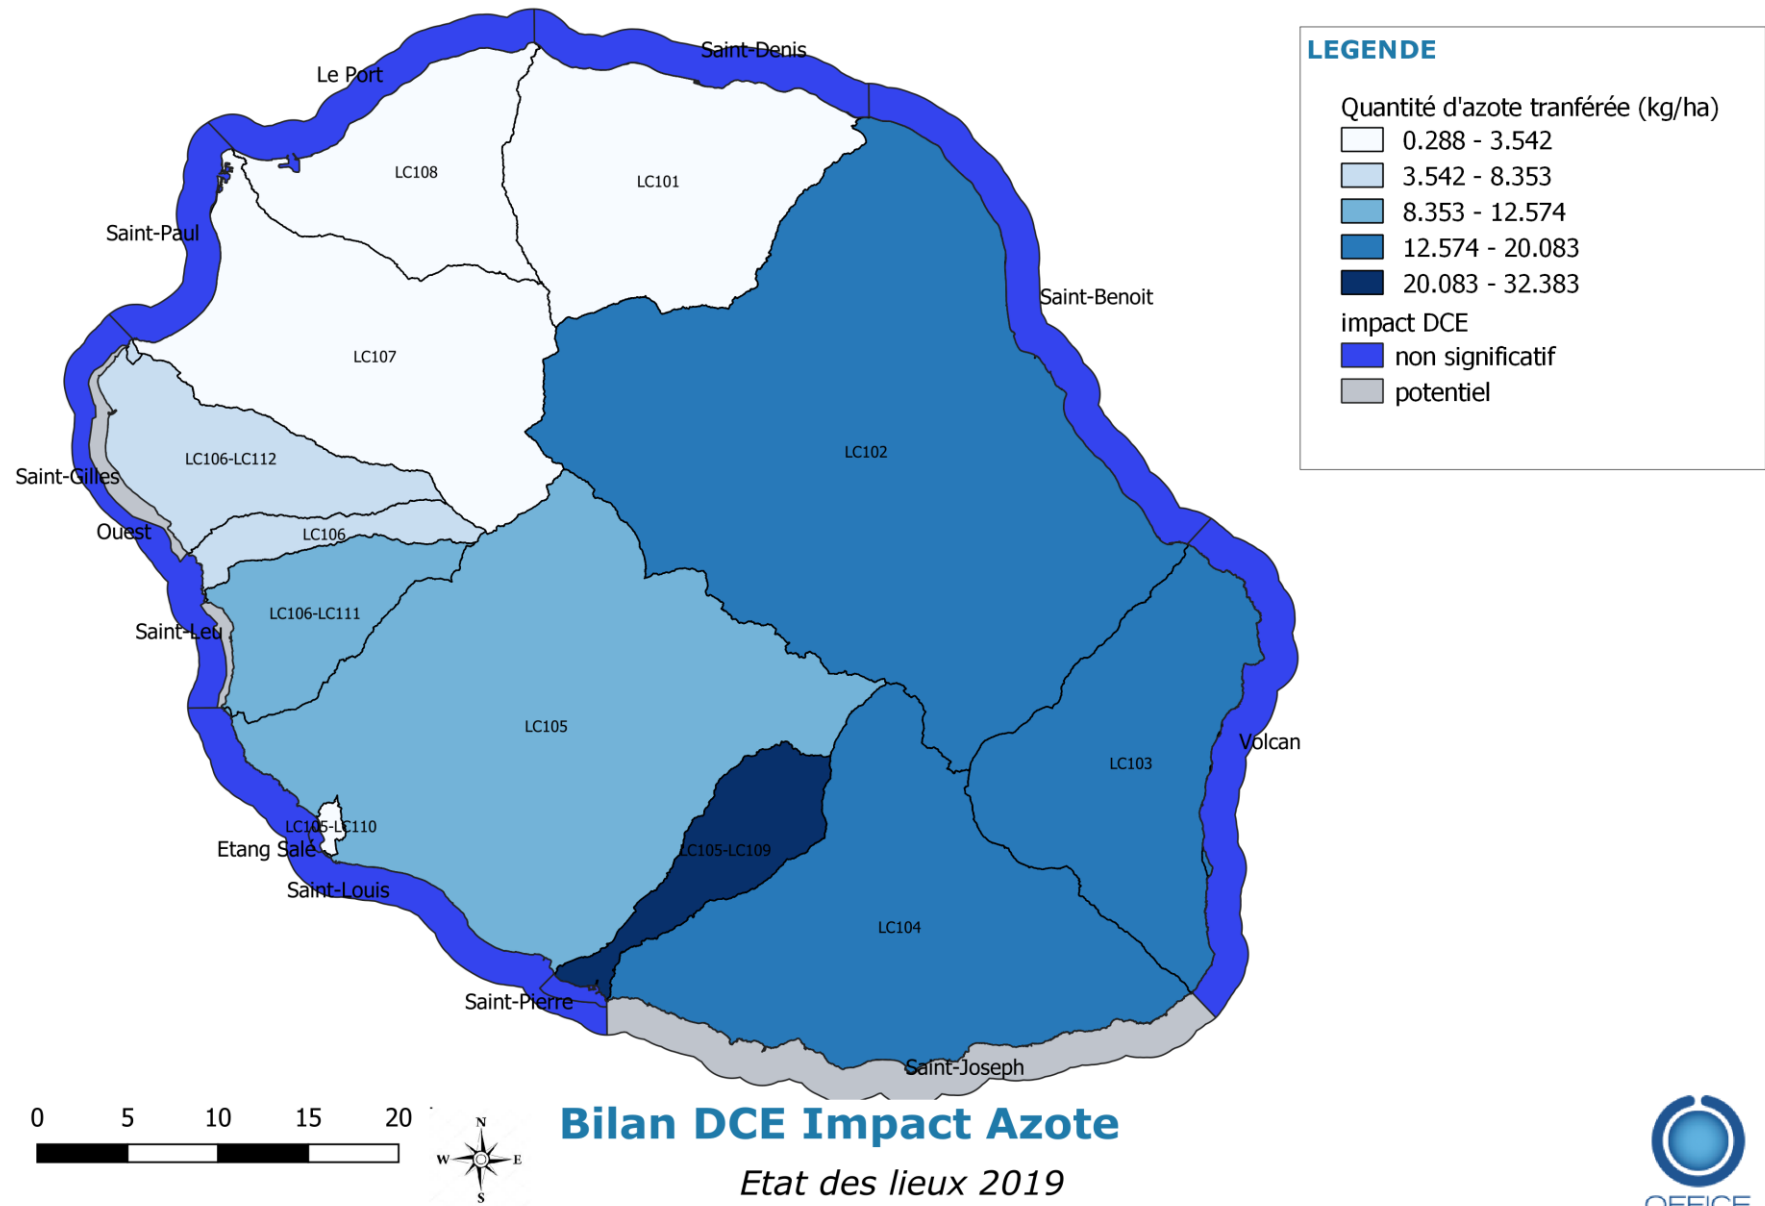 Saint-Denis
Le Port
LC108
LC101
Saint-Paul
Saint-Benoit
LC107
LC102
LC106-LC112
Saint-Gilles
Ouest
LC106
LC106-LC111
Saint-Leu
LC105
Volcan
LC103
LC105-LC110
Etang Salé
LC105-LC109
Saint-Louis
LC104
Saint-Pierre
Saint-Joseph
LEGENDE
Quantité d'azote tranférée (kg/ha)
0.288 - 3.542
3.542 - 8.353
8.353 - 12.574
12.574 - 20.083
20.083 - 32.383
impact DCE
non significatif
potentiel
0 5 10 15 20
N
W E
S
Bilan DCE Impact Azote
Etat des lieux 2019
OFFICE